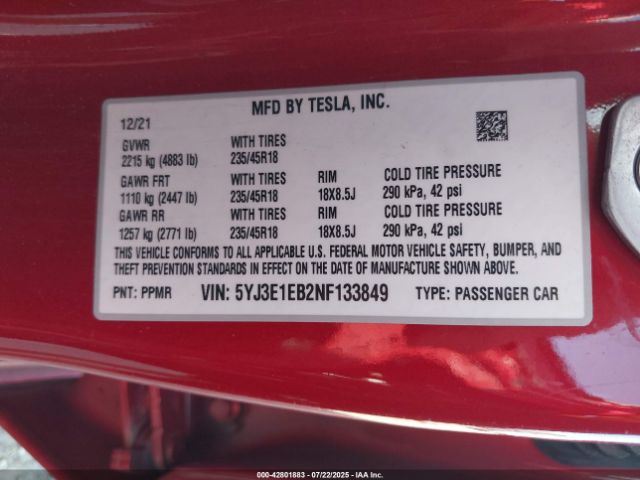 MFD BY TESLA, INC.
12/21
GVWR WITH TIRES
2215 kg (4883 lb) 235/45R18
GAWR FRT WITH TIRES RIM COLD TIRE PRESSURE
1110 kg (2447 lb) 235/45R18 18X8.5J 290 kPa, 42 psi
GAWR RR WITH TIRES RIM COLD TIRE PRESSURE
1257 kg (2771 lb) 235/45R18 18X8.5J 290 kPa, 42 psi
THIS VEHICLE CONFORMS TO ALL APPLICABLE U.S. FEDERAL MOTOR VEHICLE SAFETY, BUMPER, AND
THEFT PREVENTION STANDARDS IN EFFECT ON THE DATE OF MANUFACTURE SHOWN ABOVE.
PNT: PPMR VIN: 5YJ3E1EB2NF133849 TYPE: PASSENGER CAR
000-42801883 - 07/22/2025 - IAA Inc.